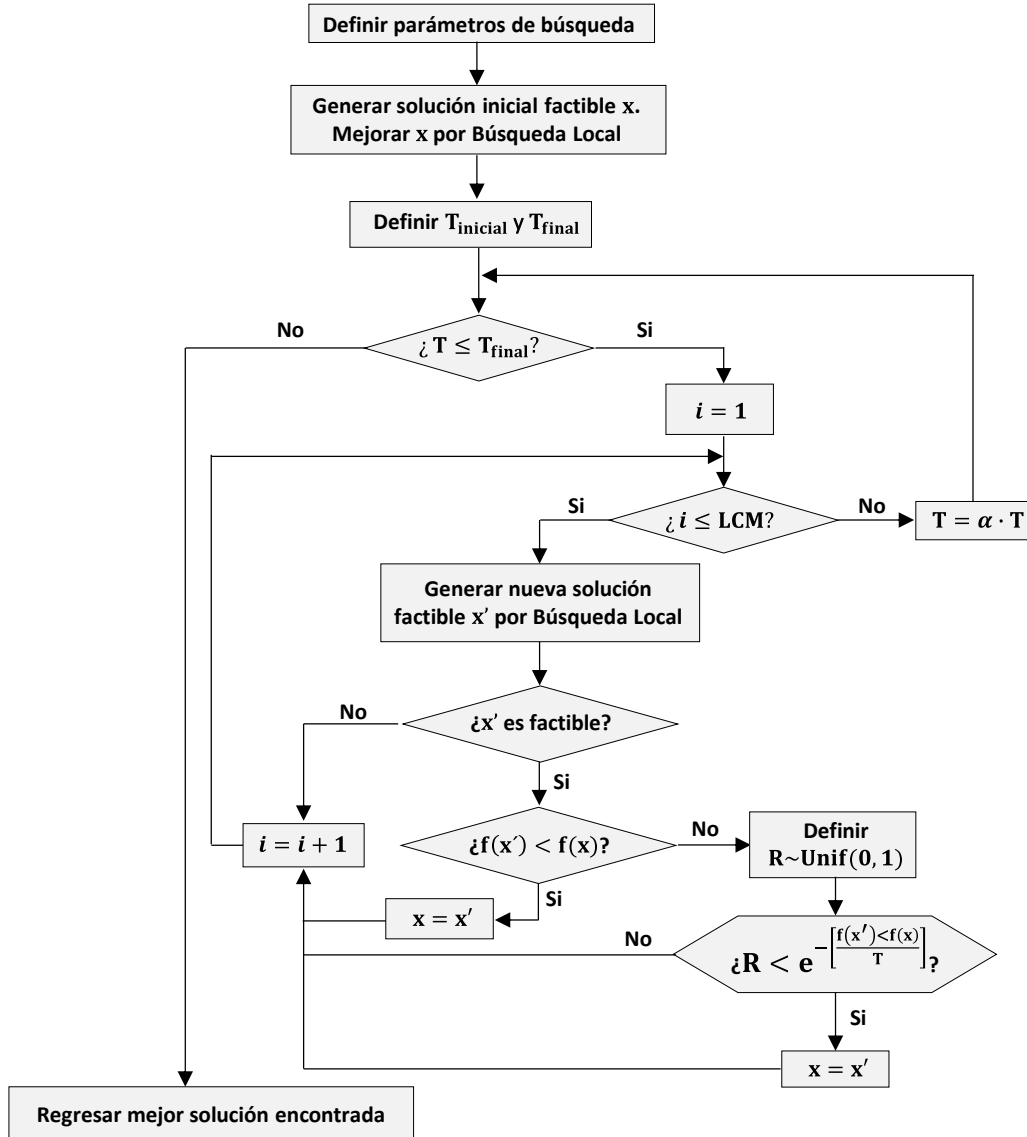 Definir parámetros de búsqueda
Generar solución inicial factible x.
Mejorar x por Búsqueda Local
Definir T_inicial y T_final
No
Si
¿ T ≤ T_final?
i = 1
Si
¿ i ≤ LCM?
No
T = α · T
Generar nueva solución
factible x' por Búsqueda Local
No
¿x' es factible?
Si
i = i + 1
¿f(x´) < f(x)?
No
Definir
R~Unif(0, 1)
Si
x = x′
No
¿R < e^−[f(x′)<f(x)/T]?
Si
x = x′
Regresar mejor solución encontrada